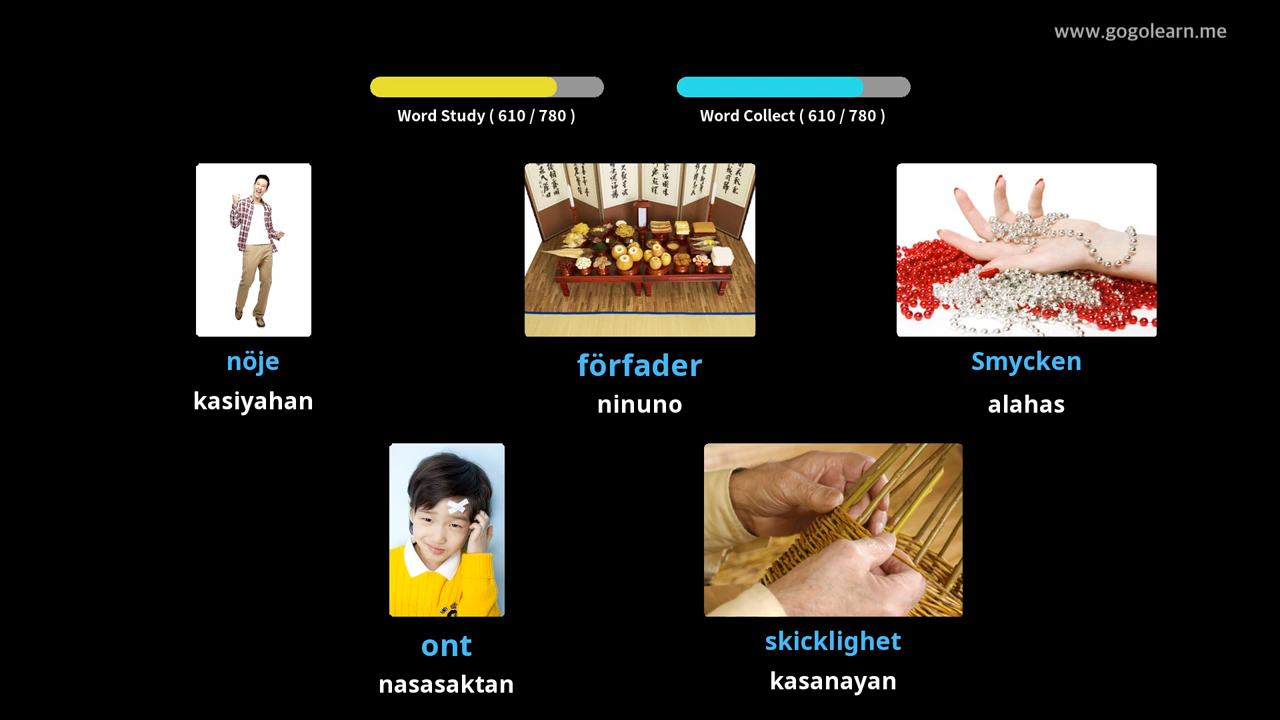 www.gogolearn.me
Word Study ( 610 / 780 )
Word Collect ( 610 / 780 )
nöje
kasiyahan
förfader
ninuno
Smycken
alahas
ont
nasasaktan
skicklighet
kasanayan